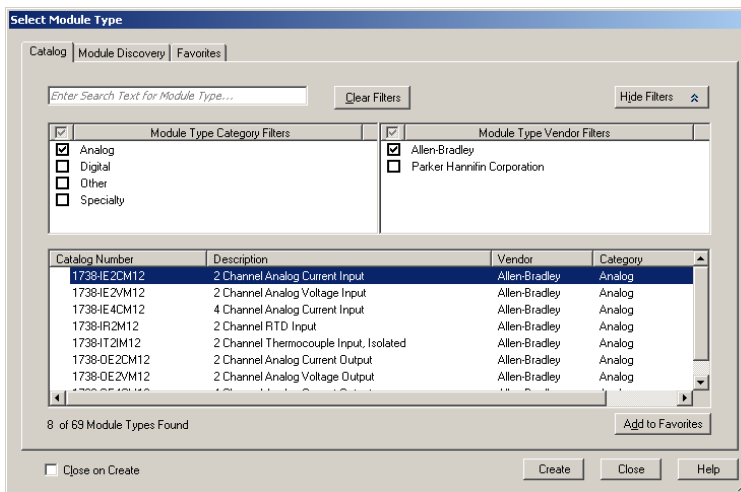 Select Module Type
Catalog Module Discovery Favorites
Enter Search Text for Module Type...
Clear Filters
Hide Filters
Module Type Category Filters Module Type Vendor Filters
Analog Allen-Bradley
Digital Parker Hannifin Corporation
Other
Specialty
Catalog Number Description Vendor Category
1738-IE2CM12 2 Channel Analog Current Input Allen-Bradley Analog
1738-IE2VM12 2 Channel Analog Voltage Input Allen-Bradley Analog
1738-IE4CM12 4 Channel Analog Current Input Allen-Bradley Analog
1738-IR2M12 2 Channel RTD Input Allen-Bradley Analog
1738-IT2IM12 2 Channel Thermocouple Input, Isolated Allen-Bradley Analog
1738-OE2CM12 2 Channel Analog Current Output Allen-Bradley Analog
1738-OE2VM12 2 Channel Analog Voltage Output Allen-Bradley Analog
8 of 69 Module Types Found
Add to Favorites
Close on Create
Create Close Help